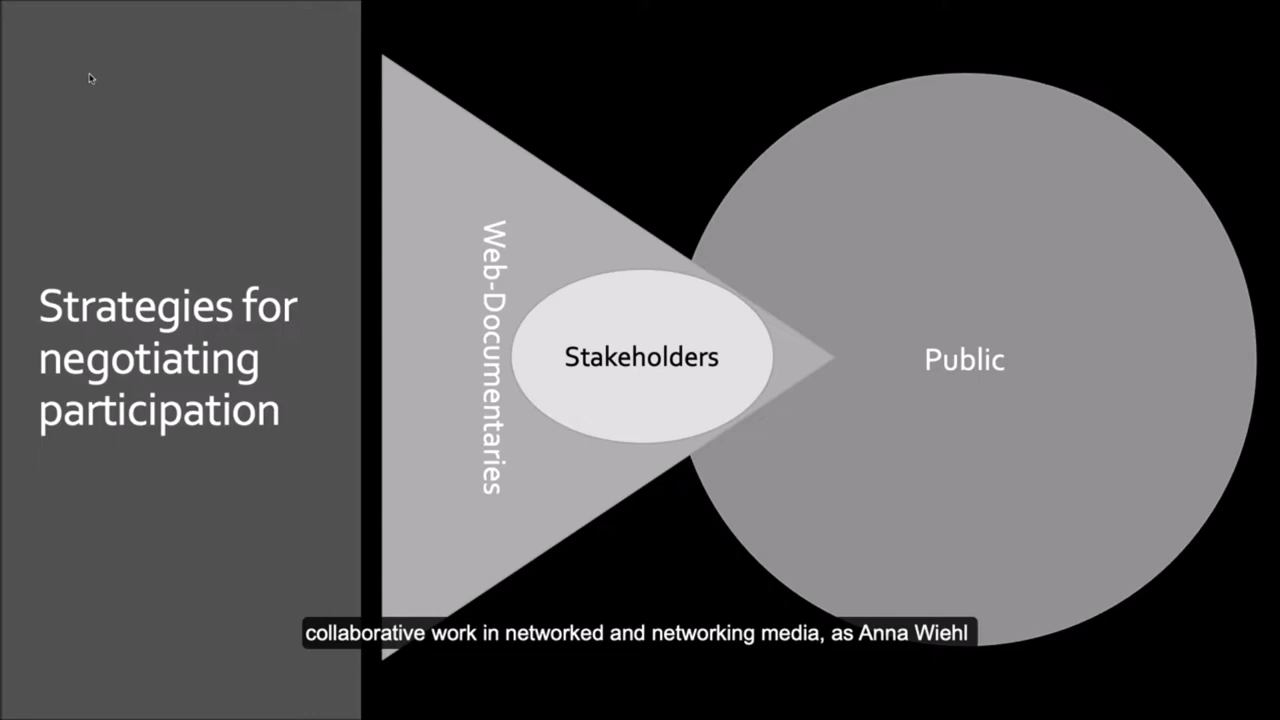 Strategies for
negotiating
participation
Web-Documentaries
Stakeholders
Public
collaborative work in networked and networking media, as Anna Wiehl